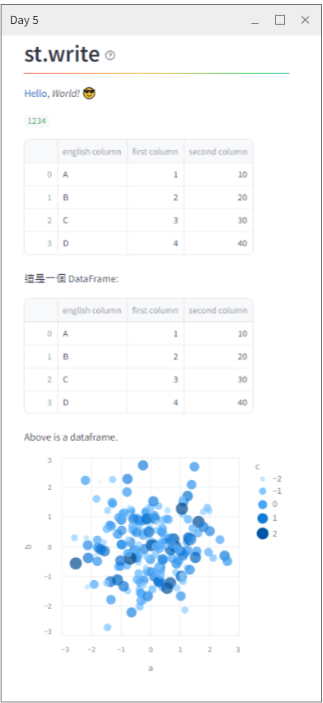 Day 5
st.write
Hello, World! 😎
1234
english column first column second column
0 A 1 10
1 B 2 20
2 C 3 30
3 D 4 40
這是一個 DataFrame:
english column first column second column
0 A 1 10
1 B 2 20
2 C 3 30
3 D 4 40
Above is a dataframe.
c
−2
−1
0
1
2
3
2
1
0
−1
−2
−3
b
−3 −2 −1 0 1 2 3
a